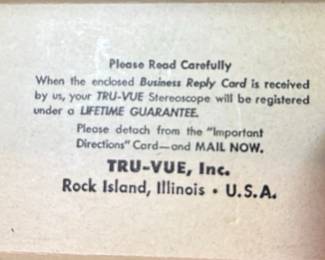 Please Read Carefully
When the enclosed Business Reply Card is received
by us, your TRU-VUE Stereoscope will be registered
under a LIFETIME GUARANTEE.
Please detach from the "Important
Directions" Card—and MAIL NOW.
TRU-VUE, Inc.
Rock Island, Illinois • U.S.A.